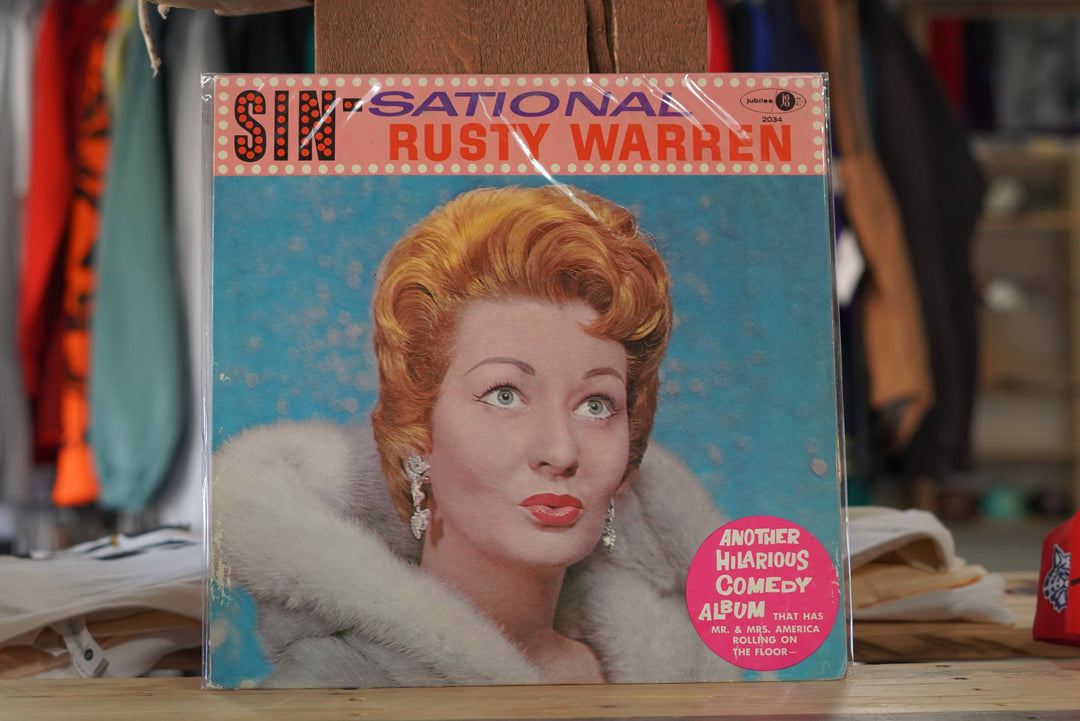 SIN-SATIONAL
RUSTY WARREN
jubilee
2034
ANOTHER
HILARIOUS
COMEDY
ALBUM THAT HAS
MR. & MRS. AMERICA
ROLLING ON
THE FLOOR—